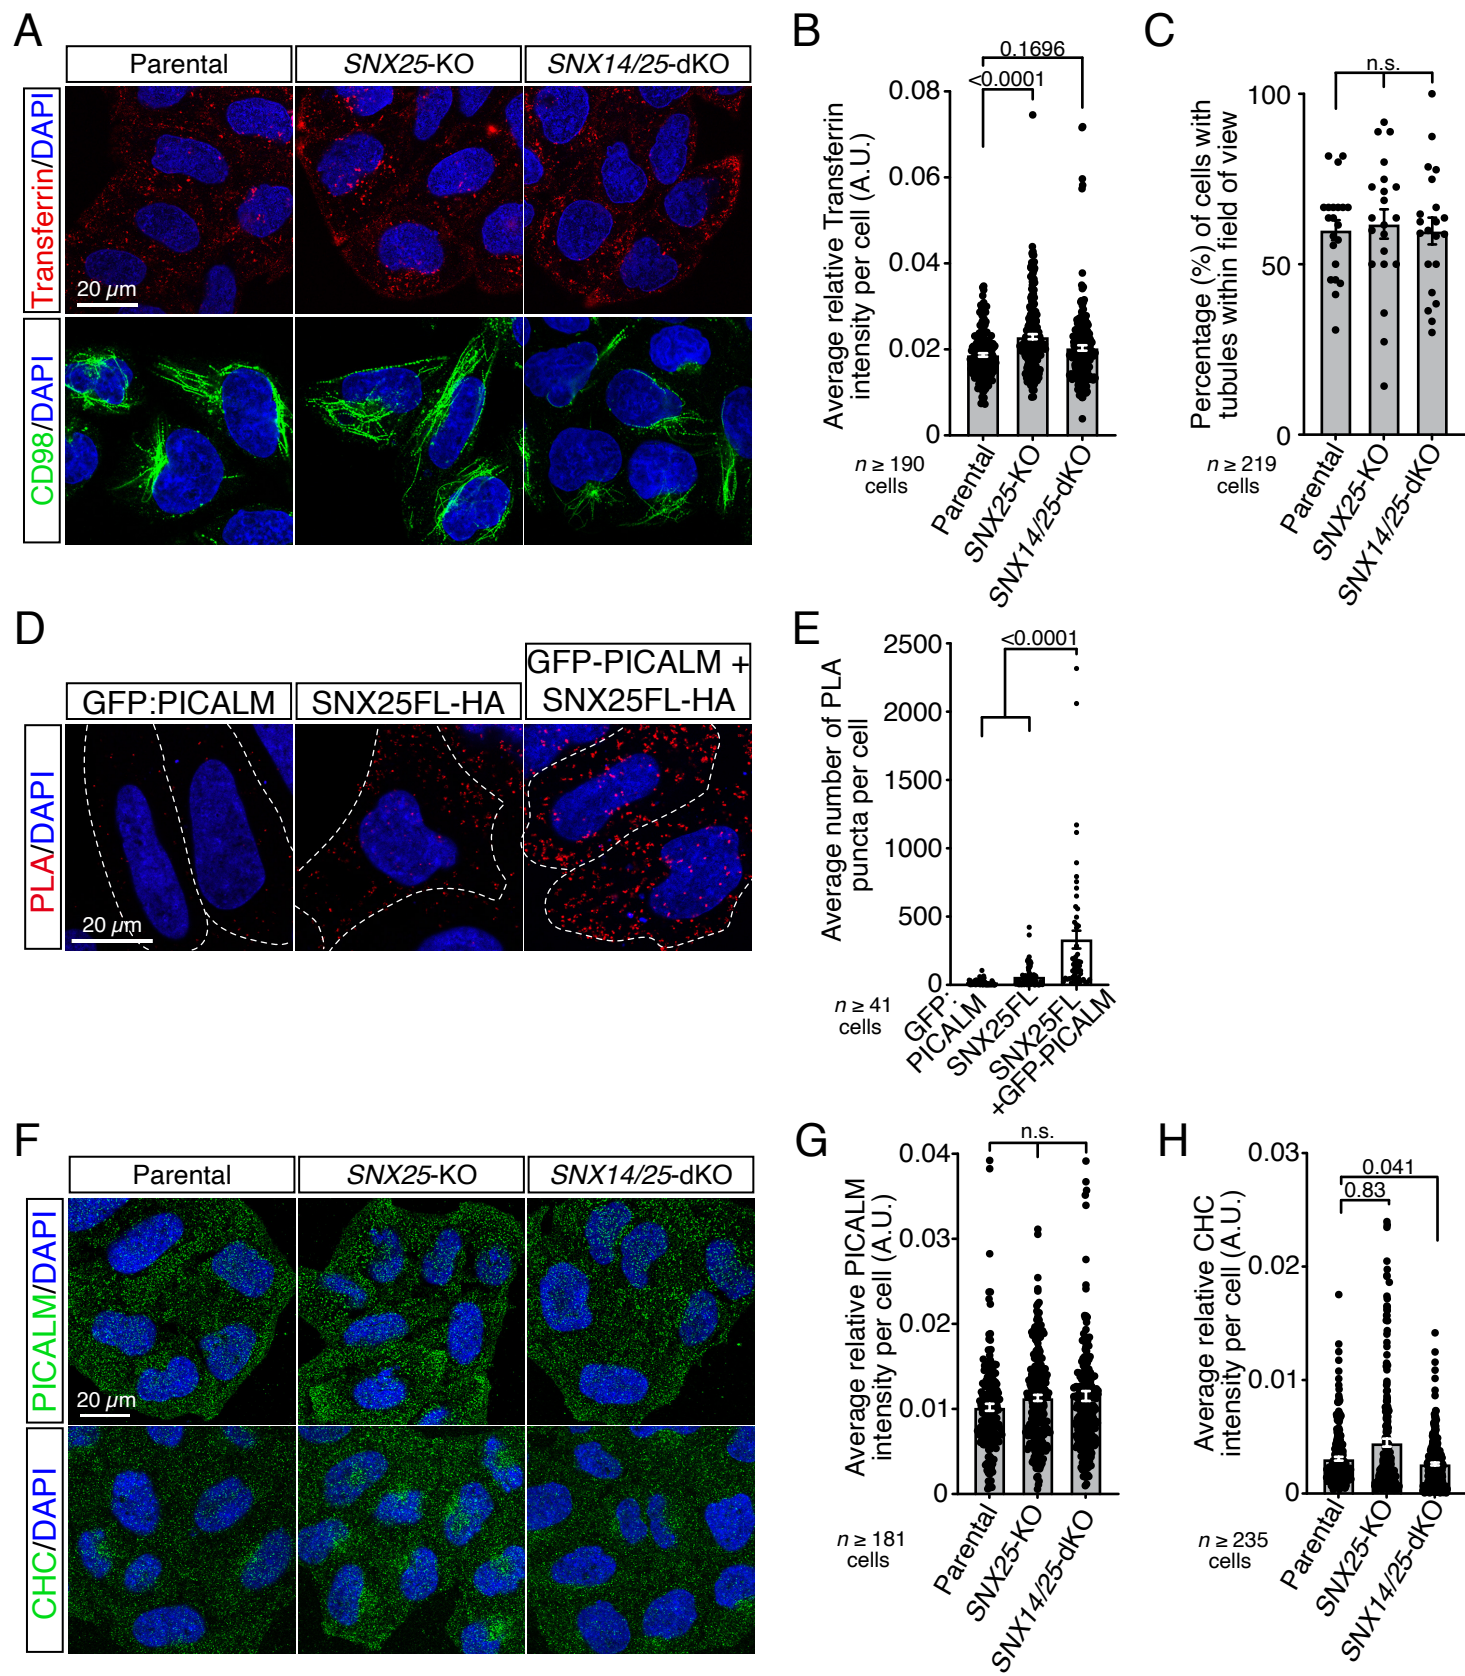 A
Parental
SNX25-KO
SNX14/25-dKO
Transferrin/DAPI
20 µm
CD98/DAPI
B
0.1696
<0.0001
Average relative Transferrin
intensity per cell (A.U.)
0.08
0.06
0.04
0.02
0
n ≥ 190
cells
Parental
SNX25-KO
SNX14/25-dKO
C
n.s.
Percentage (%) of cells with
tubules within field of view
100
50
0
n ≥ 219
cells
Parental
SNX25-KO
SNX14/25-dKO
D
GFP:PICALM
SNX25FL-HA
GFP-PICALM +
SNX25FL-HA
PLA/DAPI
20 µm
E
<0.0001
Average number of PLA
puncta per cell
2500
2000
1500
1000
500
0
n ≥ 41
cells
GFP:
PICALM
SNX25FL
SNX25FL
+GFP-PICALM
F
Parental
SNX25-KO
SNX14/25-dKO
PICALM/DAPI
20 µm
CHC/DAPI
G
n.s.
Average relative PICALM
intensity per cell (A.U.)
0.04
0.03
0.02
0.01
0
n ≥ 181
cells
Parental
SNX25-KO
SNX14/25-dKO
H
0.041
0.83
Average relative CHC
intensity per cell (A.U.)
0.03
0.02
0.01
0
n ≥ 235
cells
Parental
SNX25-KO
SNX14/25-dKO